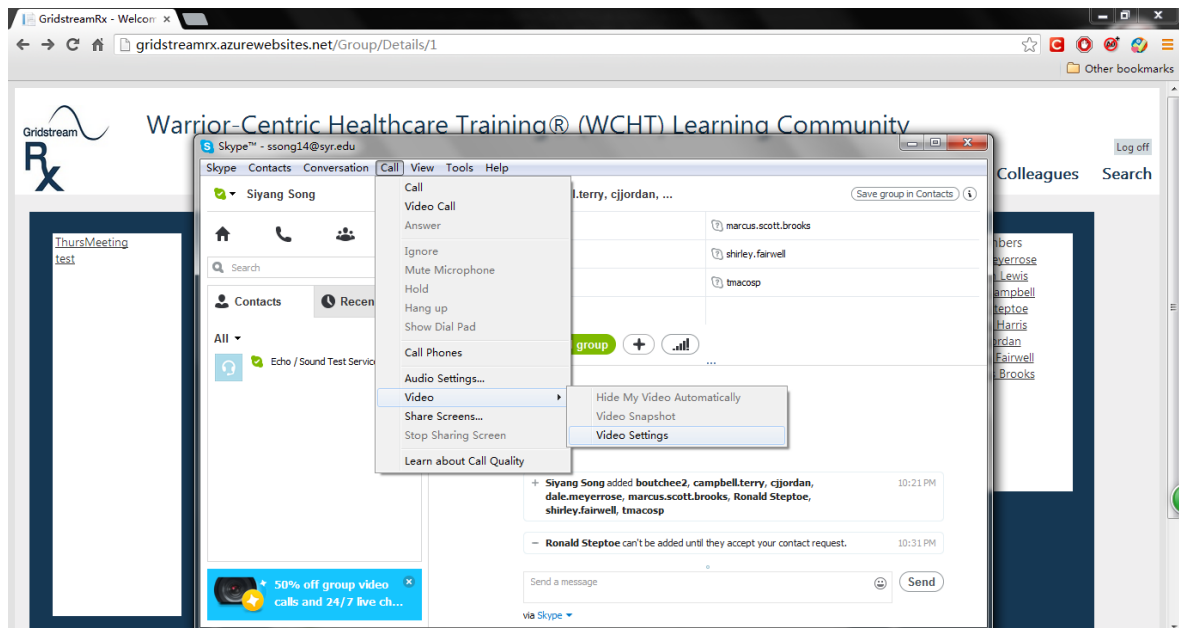 GridstreamRx - Welcom ×
gridstreamrx.azurewebsites.net/Group/Details/1
Other bookmarks
Gridstream
Rx
Warrior-Centric Healthcare Training® (WCHT) Learning Community
Log off
Colleagues Search
ThursMeeting
test
Skype™ - ssong14@syr.edu
Skype Contacts Conversation Call View Tools Help
Siyang Song
Search
Contacts
Recen
All
Echo / Sound Test Service
50% off group video
calls and 24/7 live ch...
Call
Video Call
Answer
Ignore
Mute Microphone
Hold
Hang up
Show Dial Pad
Call Phones
Audio Settings...
Video
Share Screens...
Stop Sharing Screen
Learn about Call Quality
Hide My Video Automatically
Video Snapshot
Video Settings
l.terry, cjjordan, ...
Save group in Contacts
marcus.scott.brooks
shirley.fairwell
tmacosp
group
...
+ Siyang Song added boutchee2, campbell.terry, cjjordan, 10:21 PM
dale.meyerrose, marcus.scott.brooks, Ronald Steptoe,
shirley.fairwell, tmacosp
− Ronald Steptoe can't be added until they accept your contact request. 10:31 PM
Send a message
Send
via Skype
nbers
eyerrose
Lewis
ampbell
teptoe
Harris
ordan
Fairwell
Brooks